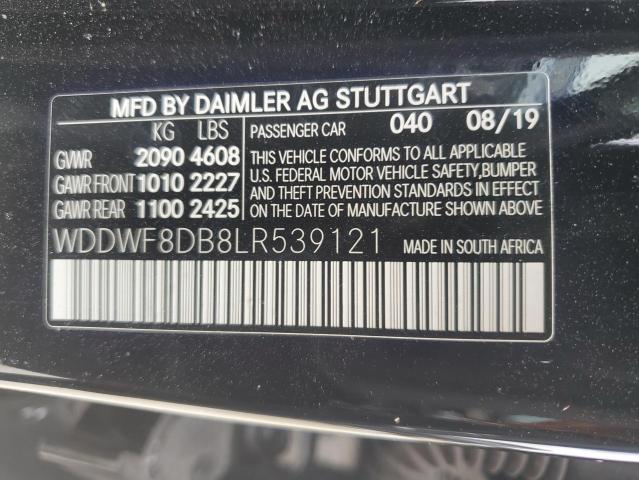 MFD BY DAIMLER AG STUTTGART
KG LBS
GVWR 2090 4608
GAWR FRONT 1010 2227
GAWR REAR 1100 2425
PASSENGER CAR 040 08/19
THIS VEHICLE CONFORMS TO ALL APPLICABLE
U.S. FEDERAL MOTOR VEHICLE SAFETY, BUMPER
AND THEFT PREVENTION STANDARDS IN EFFECT
ON THE DATE OF MANUFACTURE SHOWN ABOVE
WDDWF8DB8LR539121
MADE IN SOUTH AFRICA